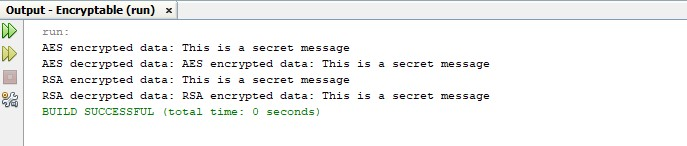 Output - Encryptable (run) ×
run:
AES encrypted data: This is a secret message
AES decrypted data: AES encrypted data: This is a secret message
RSA encrypted data: This is a secret message
RSA decrypted data: RSA encrypted data: This is a secret message
BUILD SUCCESSFUL (total time: 0 seconds)